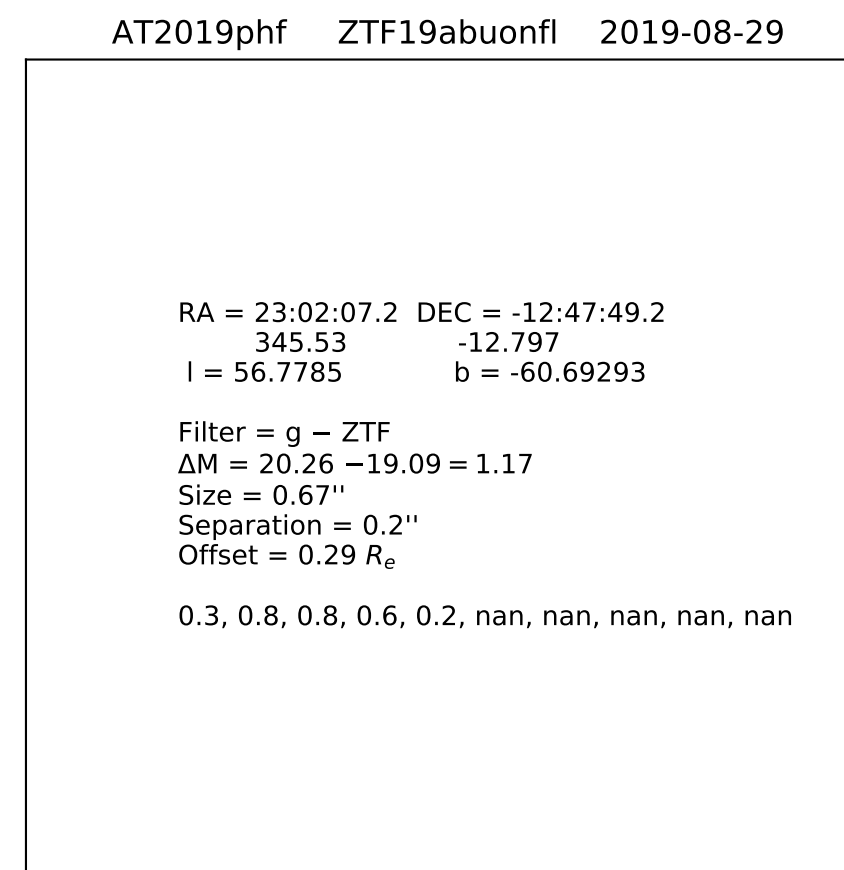 AT2019phf ZTF19abuonfl 2019-08-29
RA = 23:02:07.2 DEC = -12:47:49.2
345.53 -12.797
l = 56.7785 b = -60.69293
Filter = g − ZTF
ΔM = 20.26 −19.09 = 1.17
Size = 0.67''
Separation = 0.2''
Offset = 0.29 Rₑ
0.3, 0.8, 0.8, 0.6, 0.2, nan, nan, nan, nan, nan